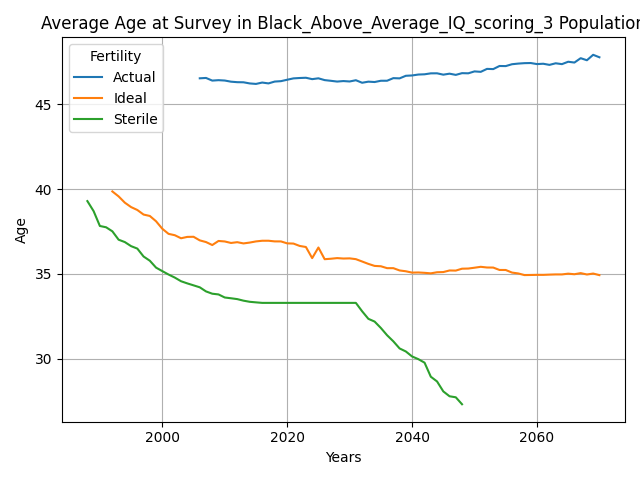 Average Age at Survey in Black_Above_Average_IQ_scoring_3 Population
Fertility
Actual
Ideal
Sterile
45
40
35
30
Age
2000 2020 2040 2060
Years